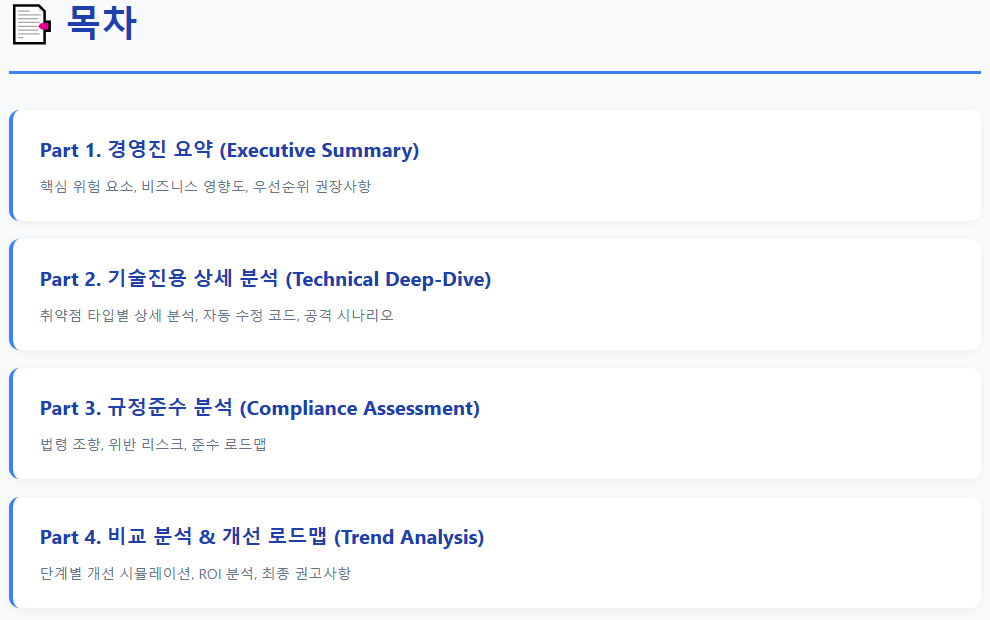 목차
Part 1. 경영진 요약 (Executive Summary)
핵심 위험 요소, 비즈니스 영향도, 우선순위 권장사항
Part 2. 기술진용 상세 분석 (Technical Deep-Dive)
취약점 타입별 상세 분석, 자동 수정 코드, 공격 시나리오
Part 3. 규정준수 분석 (Compliance Assessment)
법령 조항, 위반 리스크, 준수 로드맵
Part 4. 비교 분석 & 개선 로드맵 (Trend Analysis)
단계별 개선 시뮬레이션, ROI 분석, 최종 권고사항